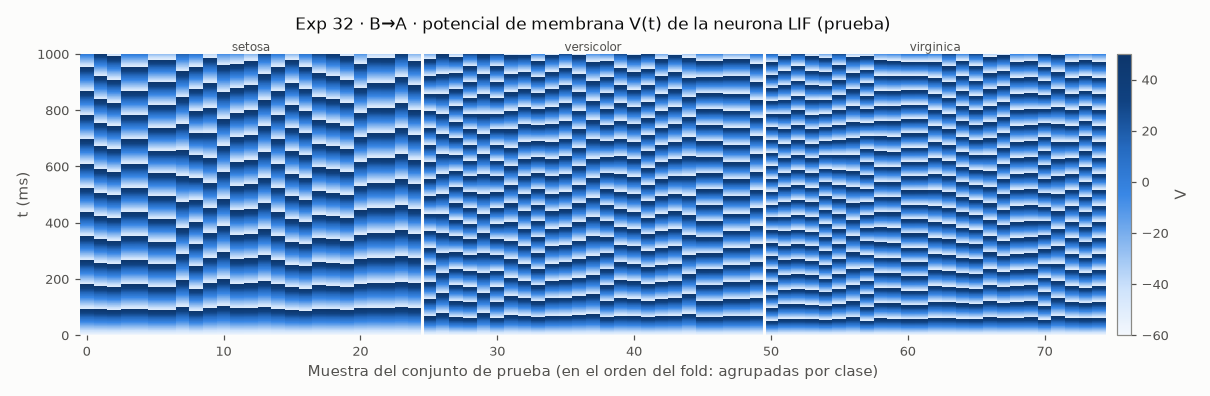 Exp 32 · B→A · potencial de membrana V(t) de la neurona LIF (prueba)
setosa versicolor virginica
1000
800
600
400
200
0
t (ms)
0 10 20 30 40 50 60 70
Muestra del conjunto de prueba (en el orden del fold: agrupadas por clase)
40
20
0
−20
−40
−60
V